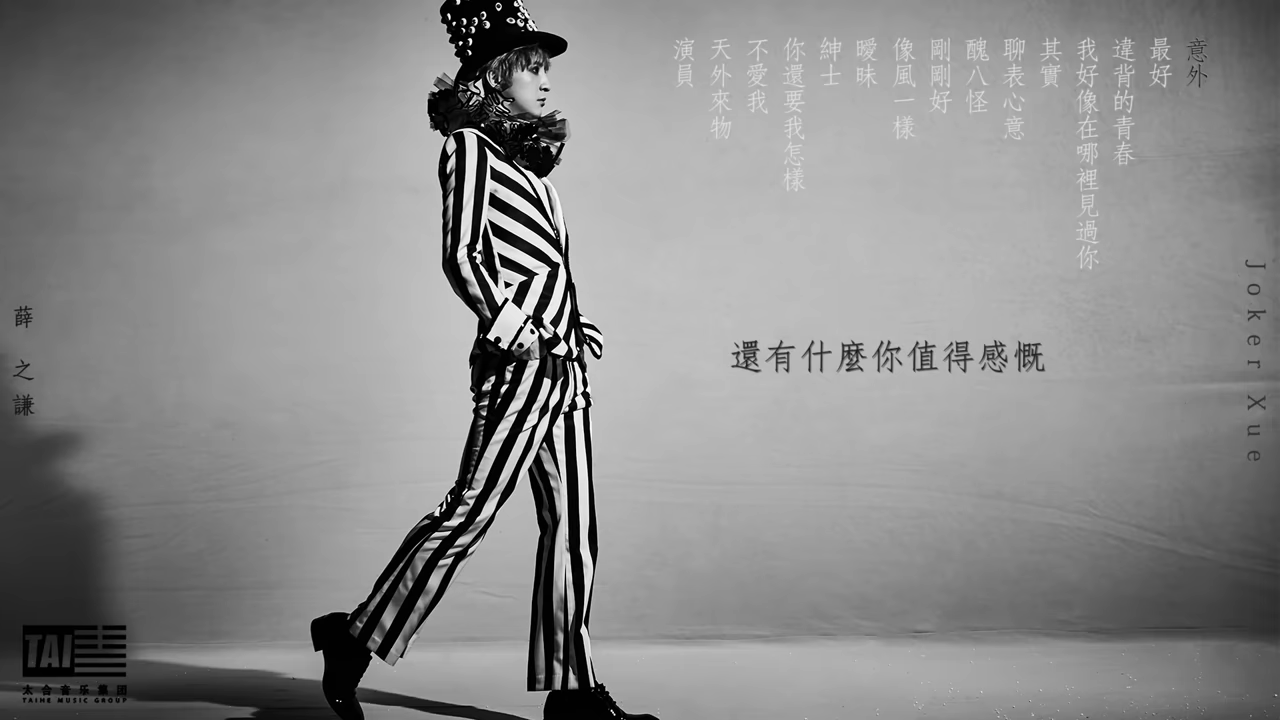 意外
最好
違背的青春
我好像在哪裡見過你
其實
聊表心意
醜八怪
剛剛好
像風一樣
曖昧
紳士
你還要我怎樣
不愛我
天外來物
演員
還有什麼你值得感慨
Joker Xue
薛之謙
TAI音
太合音乐集团
TAIHE MUSIC GROUP